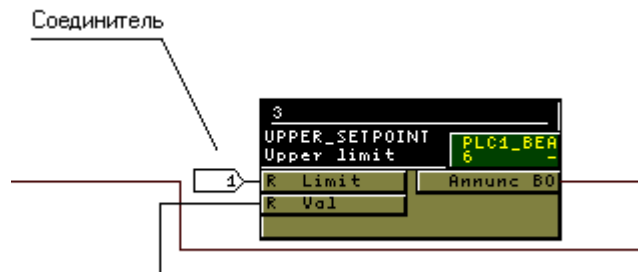 Соединитель
3
UPPER_SETPOINT
Upper limit
PLC1_BEA
6 -
1
R Limit
Annunc BO
R Val